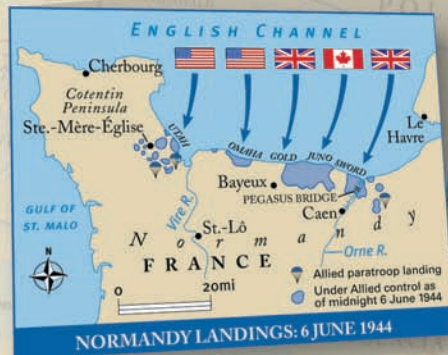 ENGLISH CHANNEL
Cherbourg
Cotentin
Peninsula
Ste.-Mère-Église
UTAH
OMAHA
GOLD
JUNO
SWORD
Le
Havre
Bayeux
PEGASUS BRIDGE
Caen
GULF OF
ST. MALO
Vire R.
St.-Lô
Normandy
FRANCE
Orne R.
N
0
20mi
Allied paratroop landing
Under Allied control as
of midnight 6 June 1944
NORMANDY LANDINGS: 6 JUNE 1944